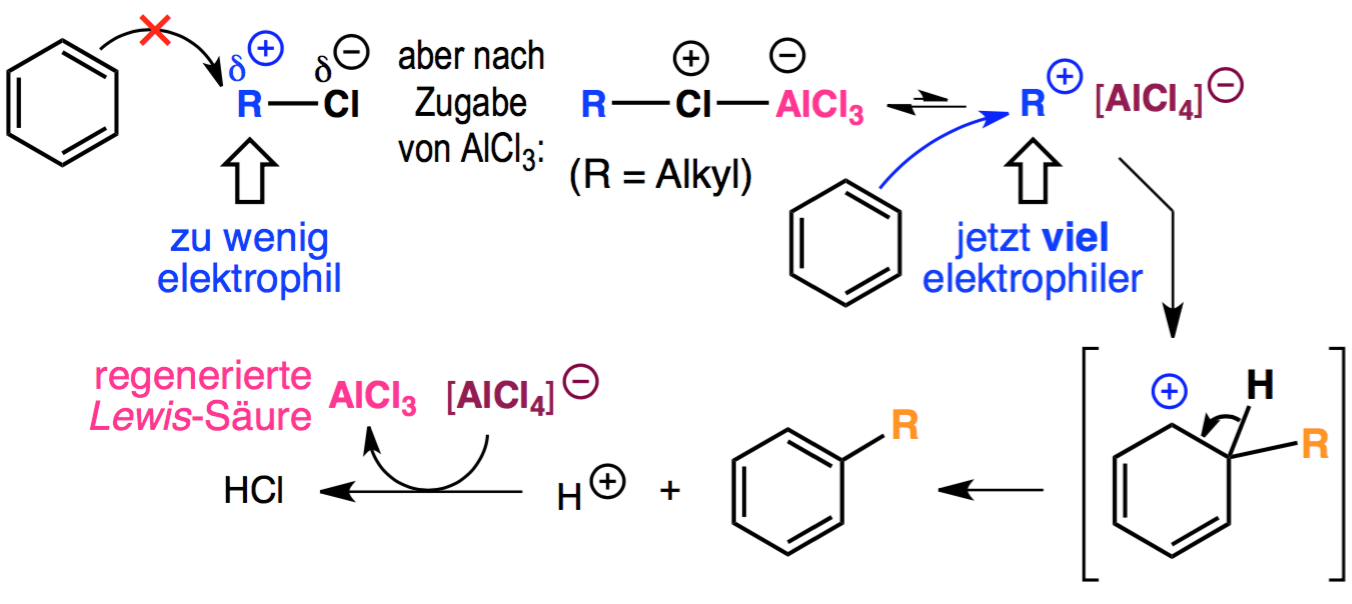 δ⊕ δ⊖
R—Cl
zu wenig
elektrophil
aber nach
Zugabe
von AlCl₃:
⊕ ⊖
R—Cl—AlCl₃
(R = Alkyl)
R⊕ [AlCl₄]⊖
jetzt viel
elektrophiler
regenerierte
Lewis-Säure
AlCl₃ [AlCl₄]⊖
HCl
H⊕ +
R
⊕ H
R